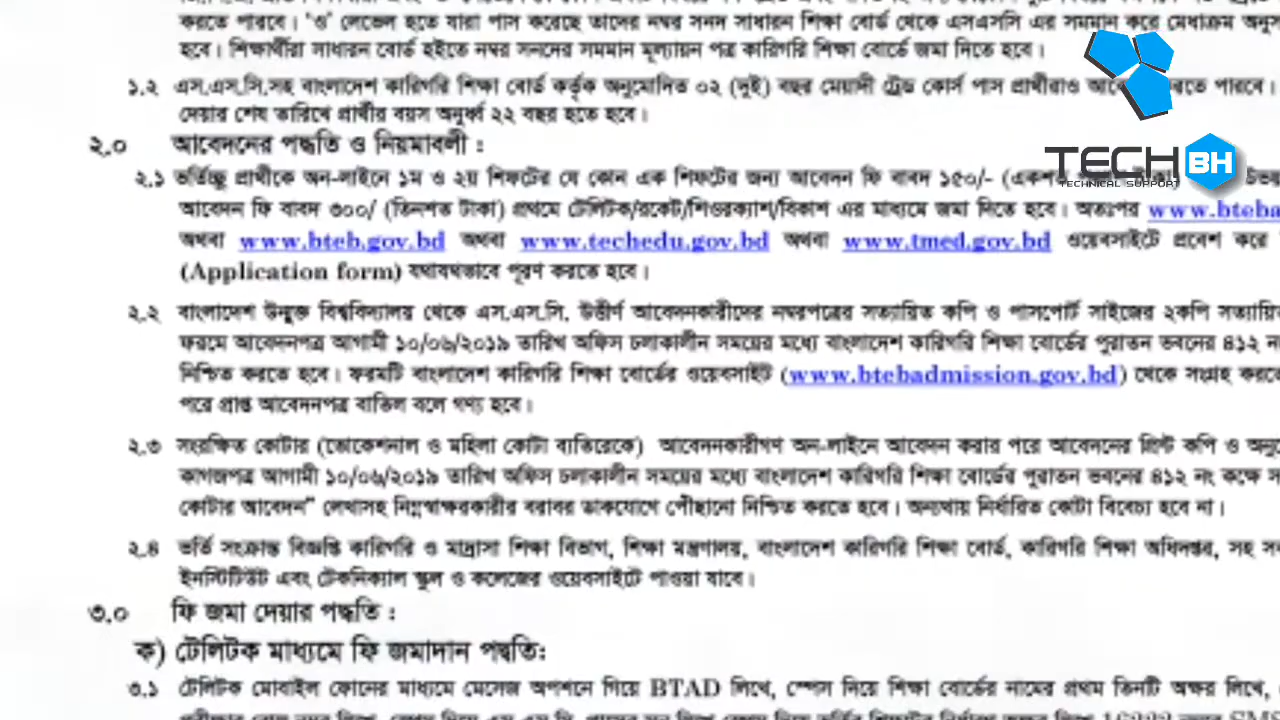 করতে পারবে। 'ও' লেভেল হতে যারা পাস করেছে তাদের নম্বর সনদ সাধারন শিক্ষা বোর্ড থেকে এসএসসি এর সমমান করে মেধাক্রম
হবে। শিক্ষার্থীরা সাধারন বোর্ড হইতে নম্বর সনদের সমমান মূল্যায়ন পত্র কারিগরি শিক্ষা বোর্ডে জমা দিতে হবে।
১.২ এস.এস.সি.সহ বাংলাদেশ কারিগরি শিক্ষা বোর্ড কর্তৃক অনুমোদিত ০২ (দুই) বছর মেয়াদী ট্রেড কোর্স পাস প্রার্থীরাও পারবে।
দেয়ার শেষ তারিখে প্রার্থীর বয়স অনুর্ধ্ব ২২ বছর হতে হবে।
২.০ আবেদনের পদ্ধতি ও নিয়মাবলী :
TECH BH
TECHNICAL SUPPORT
২.১ ভর্তিচ্ছু প্রার্থীকে অন-লাইনে ১ম ও ২য় শিফটের যে কোন এক শিফটের জন্য আবেদন ফি বাবদ ১৫০/-
আবেদন ফি বাবদ ৩০০/ (তিনশত টাকা) প্রথমে টেলিটক/রকেট/শিওরক্যাশ/বিকাশ এর মাধ্যমে জমা দিতে হবে। অতঃপর www.bteba
অথবা www.bteb.gov.bd অথবা www.techedu.gov.bd অথবা www.tmed.gov.bd ওয়েবসাইটে প্রবেশ করে
(Application form) যথাযথভাবে পূরণ করতে হবে।
২.২ বাংলাদেশ উন্মুক্ত বিশ্ববিদ্যালয় থেকে এস.এস.সি. উত্তীর্ণ আবেদনকারীদের নম্বরপত্রের সত্যায়িত কপি ও পাসপোর্ট সাইজের ২কপি
ফরমে আবেদনপত্র আগামী ১০/০৬/২০১৯ তারিখ অফিস চলাকালীন সময়ের মধ্যে বাংলাদেশ কারিগরি শিক্ষা বোর্ডের পুরাতন ভবনের ৪১২
নিশ্চিত করতে হবে। ফরমটি বাংলাদেশ কারিগরি শিক্ষা বোর্ডের ওয়েবসাইট (www.btebadmission.gov.bd) থেকে সংগ্রহ করতে
পরে প্রাপ্ত আবেদনপত্র বাতিল বলে গণ্য হবে।
২.৩ সংরক্ষিত কোটার (ভোকেশনাল ও মহিলা কোটা ব্যতিরেকে) আবেদনকারীগণ অন-লাইনে আবেদন করার পরে আবেদনের প্রিন্ট কপি ও
কাগজপত্র আগামী ১০/০৬/২০১৯ তারিখ অফিস চলাকালীন সময়ের মধ্যে বাংলাদেশ কারিগরি শিক্ষা বোর্ডের পুরাতন ভবনের ৪১২ নং কক্ষে
কোটার আবেদন" লেখাসহ নিম্নস্বাক্ষরকারীর বরাবর ডাকযোগে পৌঁছানো নিশ্চিত করতে হবে। অন্যথায় নির্ধারিত কোটা বিবেচ্য হবে না।
২.৪ ভর্তি সংক্রান্ত বিজ্ঞপ্তি কারিগরি ও মাদ্রাসা শিক্ষা বিভাগ, শিক্ষা মন্ত্রণালয়, বাংলাদেশ কারিগরি শিক্ষা বোর্ড, কারিগরি শিক্ষা অধিদপ্তর, সহ
ইনস্টিটিউট এবং টেকনিক্যাল স্কুল ও কলেজের ওয়েবসাইটে পাওয়া যাবে।
৩.০ ফি জমা দেয়ার পদ্ধতি :
ক) টেলিটক মাধ্যমে ফি জমাদান পদ্ধতি:
৩.১ টেলিটক মোবাইল ফোনের মাধ্যমে মেসেজ অপশনে গিয়ে BTAD লিখে, স্পেস দিয়ে শিক্ষা বোর্ডের নামের প্রথম তিনটি অক্ষর লিখে,